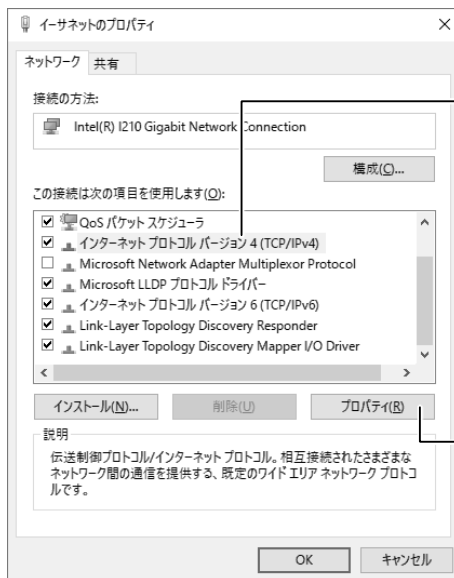 イーサネットのプロパティ
ネットワーク 共有
接続の方法:
Intel(R) I210 Gigabit Network Connection
構成(C)...
この接続は次の項目を使用します(O):
QoS パケット スケジューラ
インターネット プロトコル バージョン 4 (TCP/IPv4)
Microsoft Network Adapter Multiplexor Protocol
Microsoft LLDP プロトコル ドライバー
インターネット プロトコル バージョン 6 (TCP/IPv6)
Link-Layer Topology Discovery Responder
Link-Layer Topology Discovery Mapper I/O Driver
インストール(N)... 削除(U) プロパティ(R)
説明
伝送制御プロトコル/インターネット プロトコル。相互接続されたさまざまな
ネットワーク間の通信を提供する、既定のワイド エリア ネットワーク プロトコ
ルです。
OK キャンセル